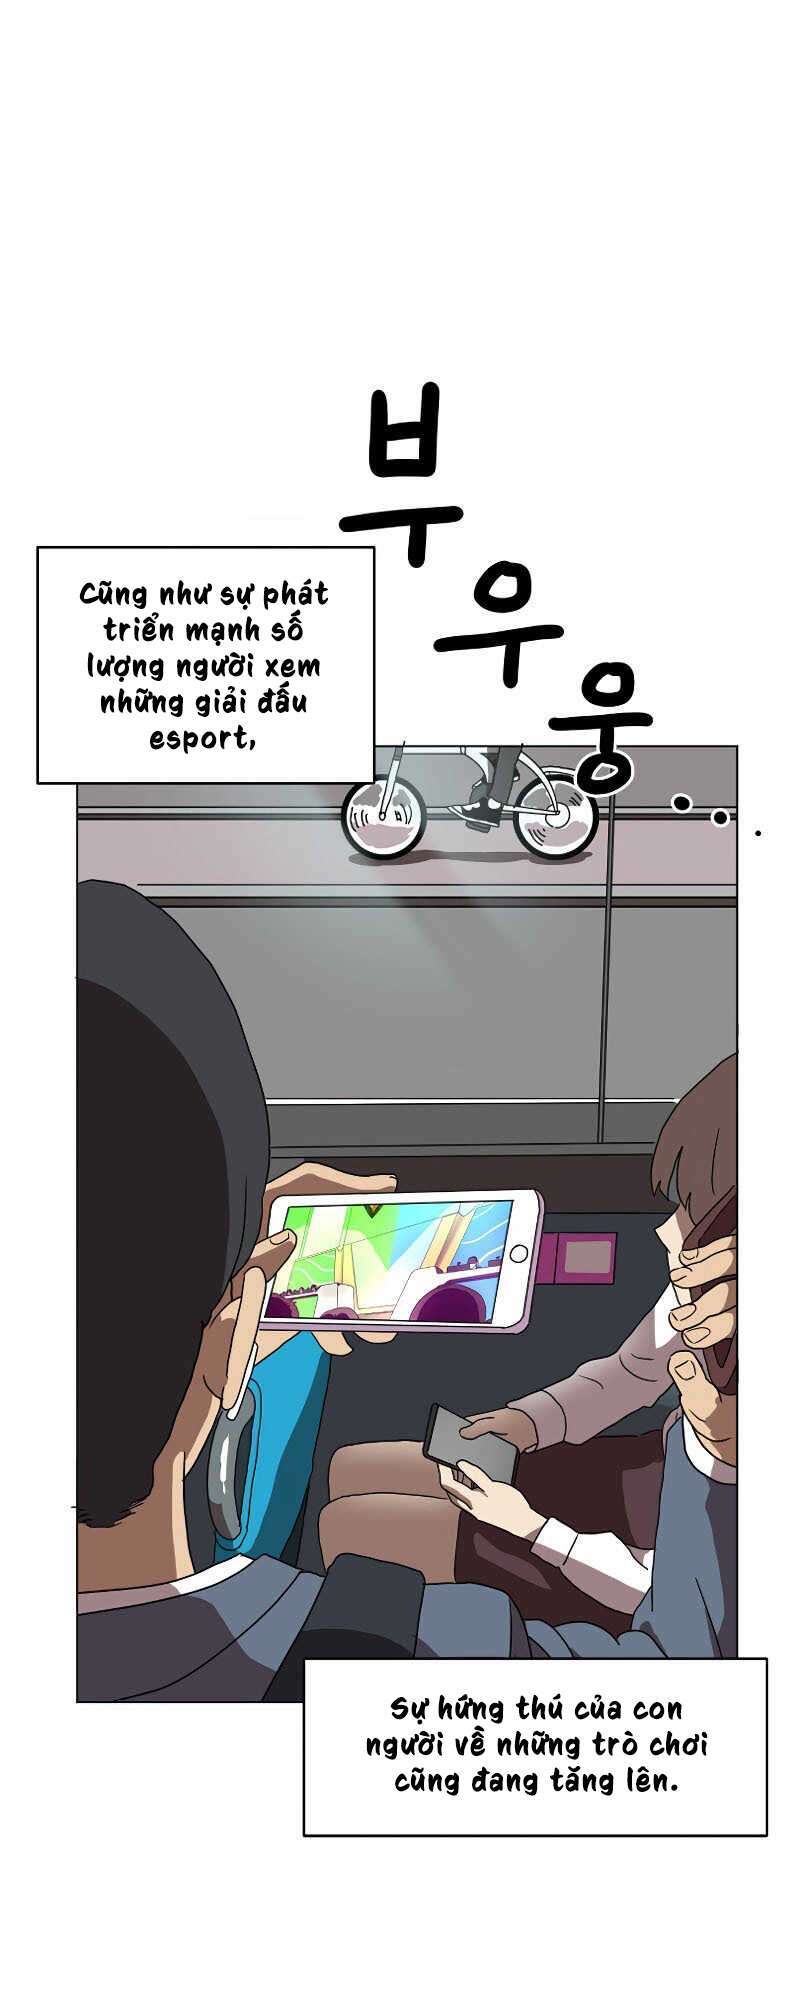 부우웅...
Cũng như sự phát
triển mạnh số
lượng người xem
những giải đấu
esport,
Sự hứng thú của con
người về những trò chơi
cũng đang tăng lên.